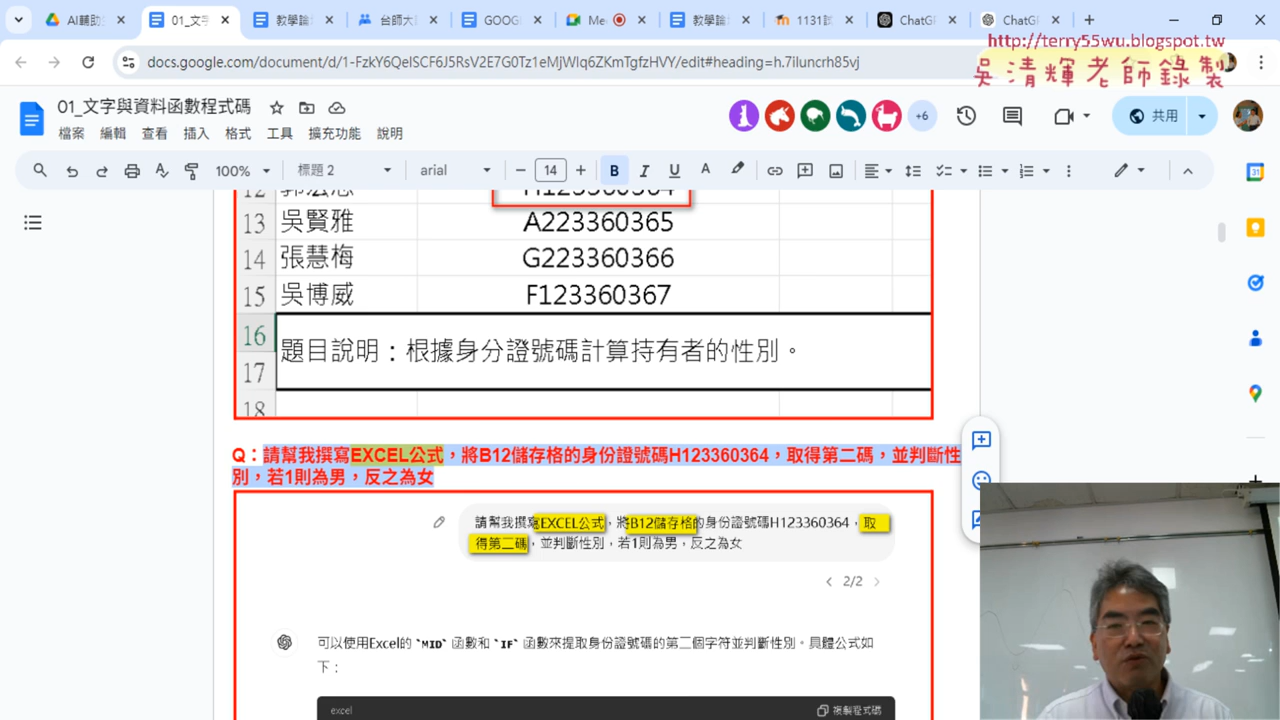 AI輔助
01_文字
教學論
台師大
GOOG
Me
教學論
1131
ChatG
ChatGI
docs.google.com/document/d/1-FzkY6QeISCF6J5RsV2E7G0Tz1eMjWIq6ZKmTgfzHVY/edit#heading=h.7iluncrh85vj
http://terry55wu.blogspot.tw
吳清輝老師錄製
01_文字與資料函數程式碼
檔案 編輯 查看 插入 格式 工具 擴充功能 說明
+6
共用
100% 標題 2 arial 14 B I U A
12 H123360364
13 吳賢雅 A223360365
14 張慧梅 G223360366
15 吳博威 F123360367
16
題目說明：根據身分證號碼計算持有者的性別。
17
18
Q：請幫我撰寫EXCEL公式，將B12儲存格的身份證號碼H123360364，取得第二碼，並判斷性
別，若1則為男，反之為女
請幫我撰寫EXCEL公式，將B12儲存格的身份證號碼H123360364，取
得第二碼，並判斷性別，若1則為男，反之為女
2/2
可以使用Excel的 `MID` 函數和 `IF` 函數來提取身份證號碼的第二個字符並判斷性別。具體公式如
下：
excel 複製程式碼